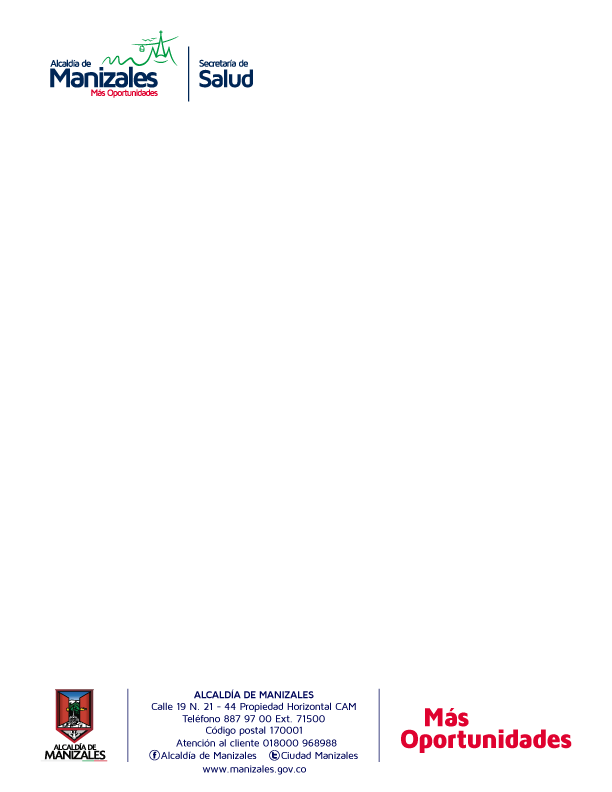 Alcaldía de
Manizales
Más Oportunidades
Secretaría de
Salud
ALCALDÍA DE
MANIZALES
ALCALDÍA DE MANIZALES
Calle 19 N. 21 - 44 Propiedad Horizontal CAM
Teléfono 887 97 00 Ext. 71500
Código postal 170001
Atención al cliente 018000 968988
Alcaldía de Manizales Ciudad Manizales
www.manizales.gov.co
Más
Oportunidades